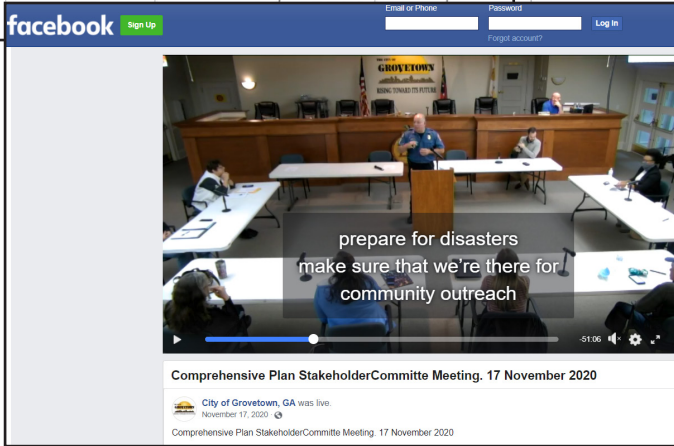 facebook
Sign Up
Email or Phone
Password
Log In
Forgot account?
THE CITY OF
GROVETOWN
RISING TOWARD ITS FUTURE
prepare for disasters
make sure that we're there for
community outreach
-51:06
Comprehensive Plan StakeholderCommitte Meeting. 17 November 2020
GROVETOWN
City of Grovetown, GA was live.
November 17, 2020 ·
Comprehensive Plan StakeholderCommitte Meeting. 17 November 2020